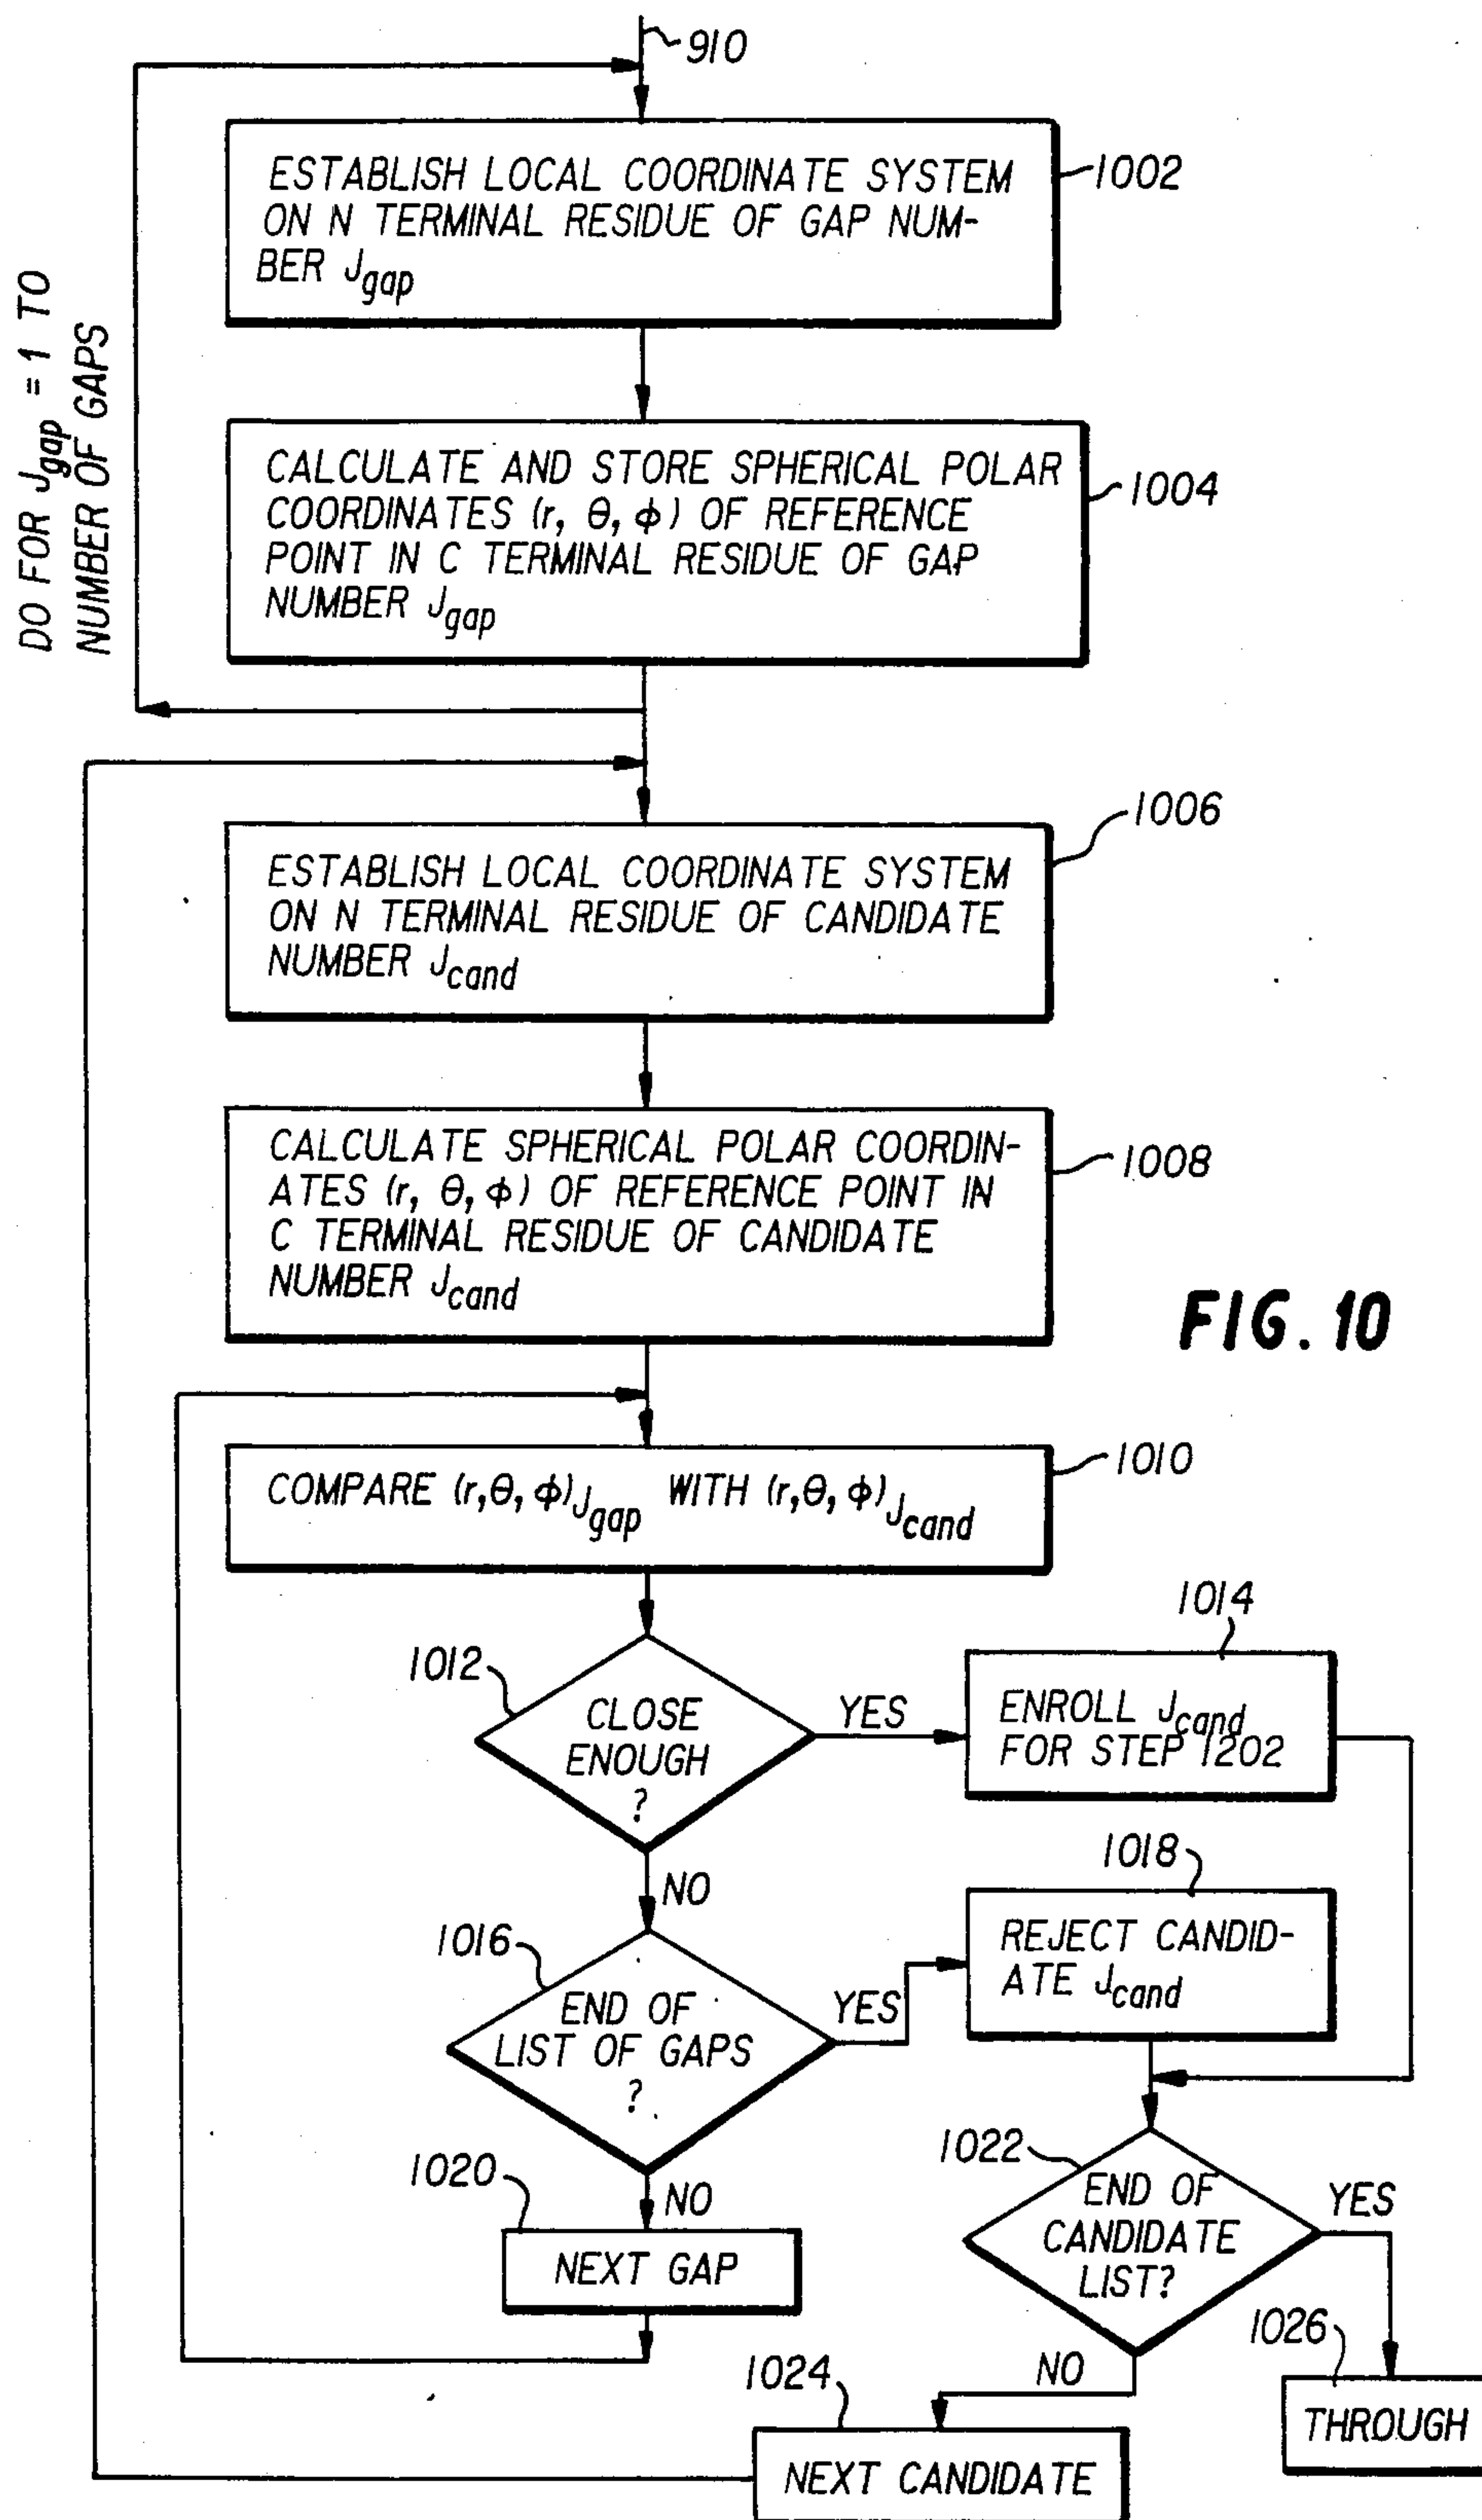 910
ESTABLISH LOCAL COORDINATE SYSTEM
ON N TERMINAL RESIDUE OF GAP NUM-
BER Jgap
1002
DO FOR Jgap = 1 TO
NUMBER OF GAPS
CALCULATE AND STORE SPHERICAL POLAR
COORDINATES (r, θ, ϕ) OF REFERENCE
POINT IN C TERMINAL RESIDUE OF GAP
NUMBER Jgap
1004
1006
ESTABLISH LOCAL COORDINATE SYSTEM
ON N TERMINAL RESIDUE OF CANDIDATE
NUMBER Jcand
CALCULATE SPHERICAL POLAR COORDIN-
ATES (r, θ, ϕ) OF REFERENCE POINT IN
C TERMINAL RESIDUE OF CANDIDATE
NUMBER Jcand
1008
FIG. 10
COMPARE (r,θ,ϕ)Jgap WITH (r,θ,ϕ)Jcand
1010
1012
CLOSE
ENOUGH
?
YES
1014
ENROLL Jcand
FOR STEP 1202
NO
1016
END OF
LIST OF GAPS
?
YES
1018
REJECT CANDID-
ATE Jcand
1020
NO
NEXT GAP
1022
END OF
CANDIDATE
LIST?
YES
NO
1024
NEXT CANDIDATE
1026
THROUGH